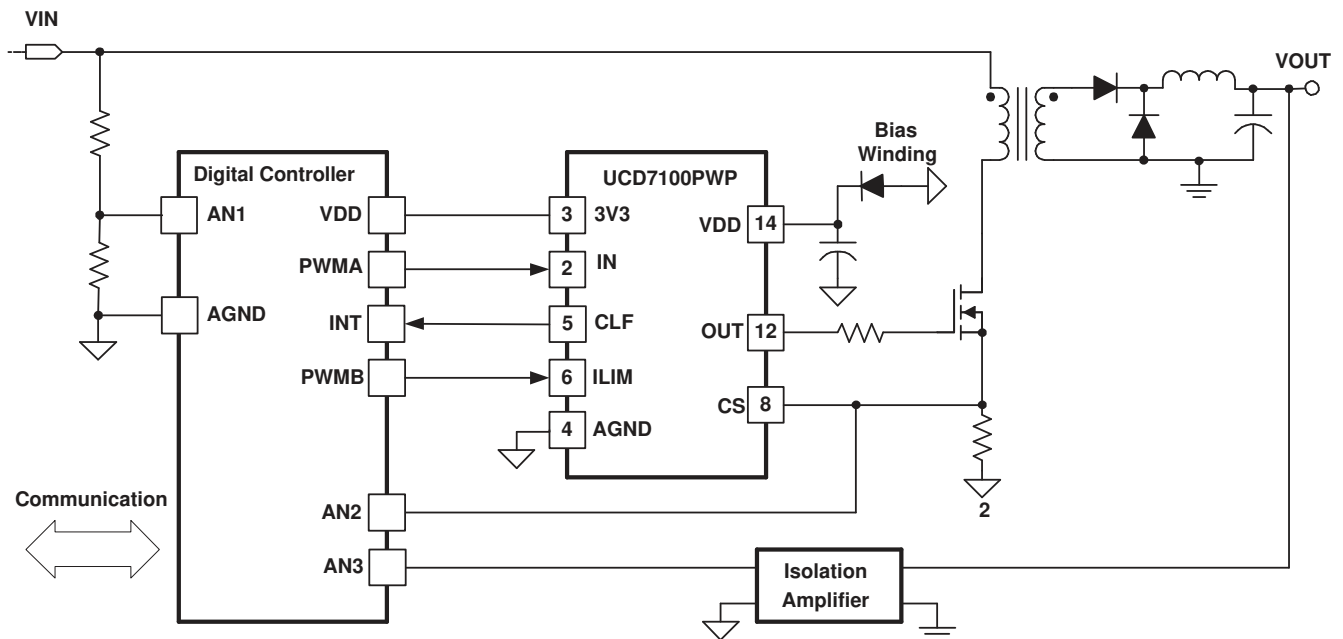 VIN
VOUT
Bias
Winding
Digital Controller
UCD7100PWP
AN1
VDD
3
3V3
VDD
14
PWMA
2
IN
AGND
INT
5
CLF
OUT
12
PWMB
6
ILIM
CS
8
4
AGND
Communication
AN2
2
AN3
Isolation
Amplifier